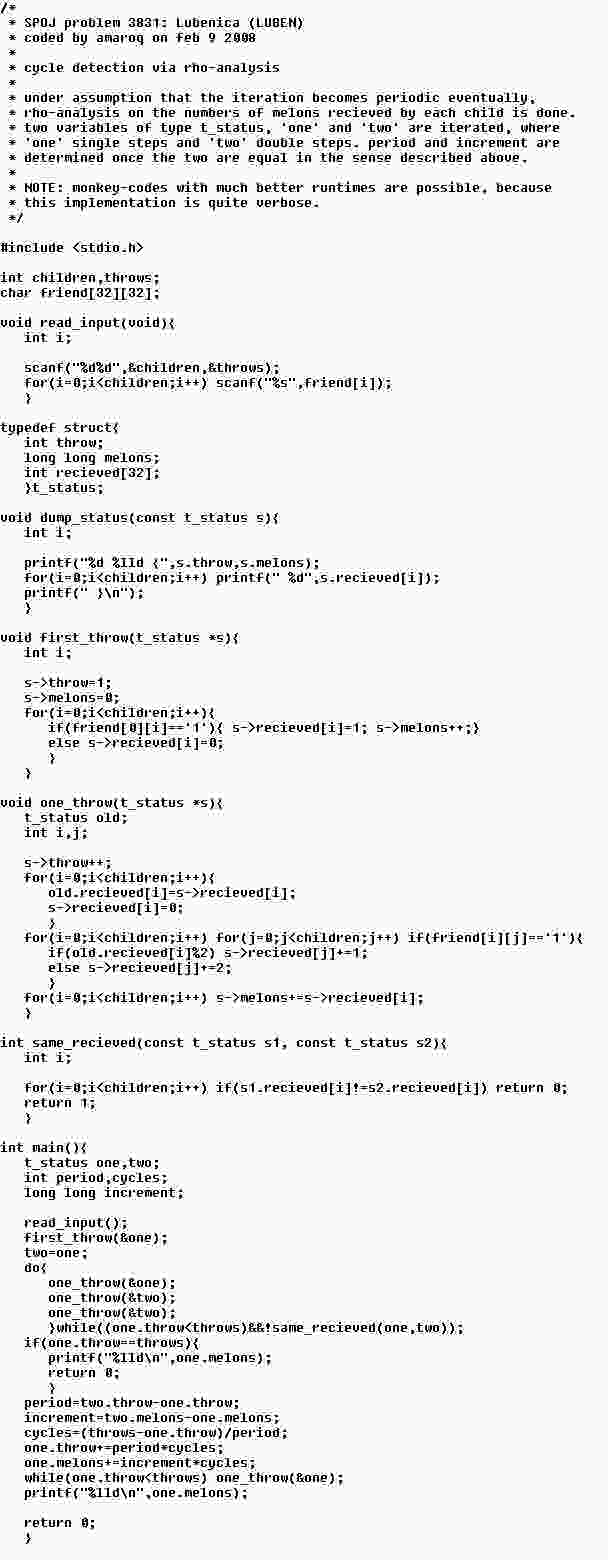 /*
 * SPOJ problem 3831: Lubenica (LUBEN)
 * coded by amaroq on feb 9 2008
 *
 * cycle detection via rho-analysis
 *
 * under assumption that the iteration becomes periodic eventually,
 * rho-analysis on the numbers of melons recieved by each child is done.
 * two variables of type t_status, 'one' and 'two' are iterated, where
 * 'one' single steps and 'two' double steps. period and increment are
 * determined once the two are equal in the sense described above.
 *
 * NOTE: monkey-codes with much better runtimes are possible, because
 * this implementation is quite verbose.
 */

#include <stdio.h>

int children,throws;
char friend[32][32];

void read_input(void){
   int i;

   scanf("%d%d",&children,&throws);
   for(i=0;i<children;i++) scanf("%s",friend[i]);
   }

typedef struct{
   int throw;
   long long melons;
   int recieved[32];
   }t_status;

void dump_status(const t_status s){
   int i;

   printf("%d %lld {",s.throw,s.melons);
   for(i=0;i<children;i++) printf(" %d",s.recieved[i]);
   printf(" }\n");
   }

void first_throw(t_status *s){
   int i;

   s->throw=1;
   s->melons=0;
   for(i=0;i<children;i++){
      if(friend[0][i]=='1'){ s->recieved[i]=1; s->melons++;}
      else s->recieved[i]=0;
      }
   }

void one_throw(t_status *s){
   t_status old;
   int i,j;

   s->throw++;
   for(i=0;i<children;i++){
      old.recieved[i]=s->recieved[i];
      s->recieved[i]=0;
      }
   for(i=0;i<children;i++) for(j=0;j<children;j++) if(friend[i][j]=='1'){
      if(old.recieved[i]%2) s->recieved[j]+=1;
      else s->recieved[j]+=2;
      }
   for(i=0;i<children;i++) s->melons+=s->recieved[i];
   }

int same_recieved(const t_status s1, const t_status s2){
   int i;

   for(i=0;i<children;i++) if(s1.recieved[i]!=s2.recieved[i]) return 0;
   return 1;
   }

int main(){
   t_status one,two;
   int period,cycles;
   long long increment;

   read_input();
   first_throw(&one);
   two=one;
   do{
      one_throw(&one);
      one_throw(&two);
      one_throw(&two);
      }while((one.throw<throws)&&!same_recieved(one,two));
   if(one.throw==throws){
      printf("%lld\n",one.melons);
      return 0;
      }
   period=two.throw-one.throw;
   increment=two.melons-one.melons;
   cycles=(throws-one.throw)/period;
   one.throw+=period*cycles;
   one.melons+=increment*cycles;
   while(one.throw<throws) one_throw(&one);
   printf("%lld\n",one.melons);

   return 0;
   }